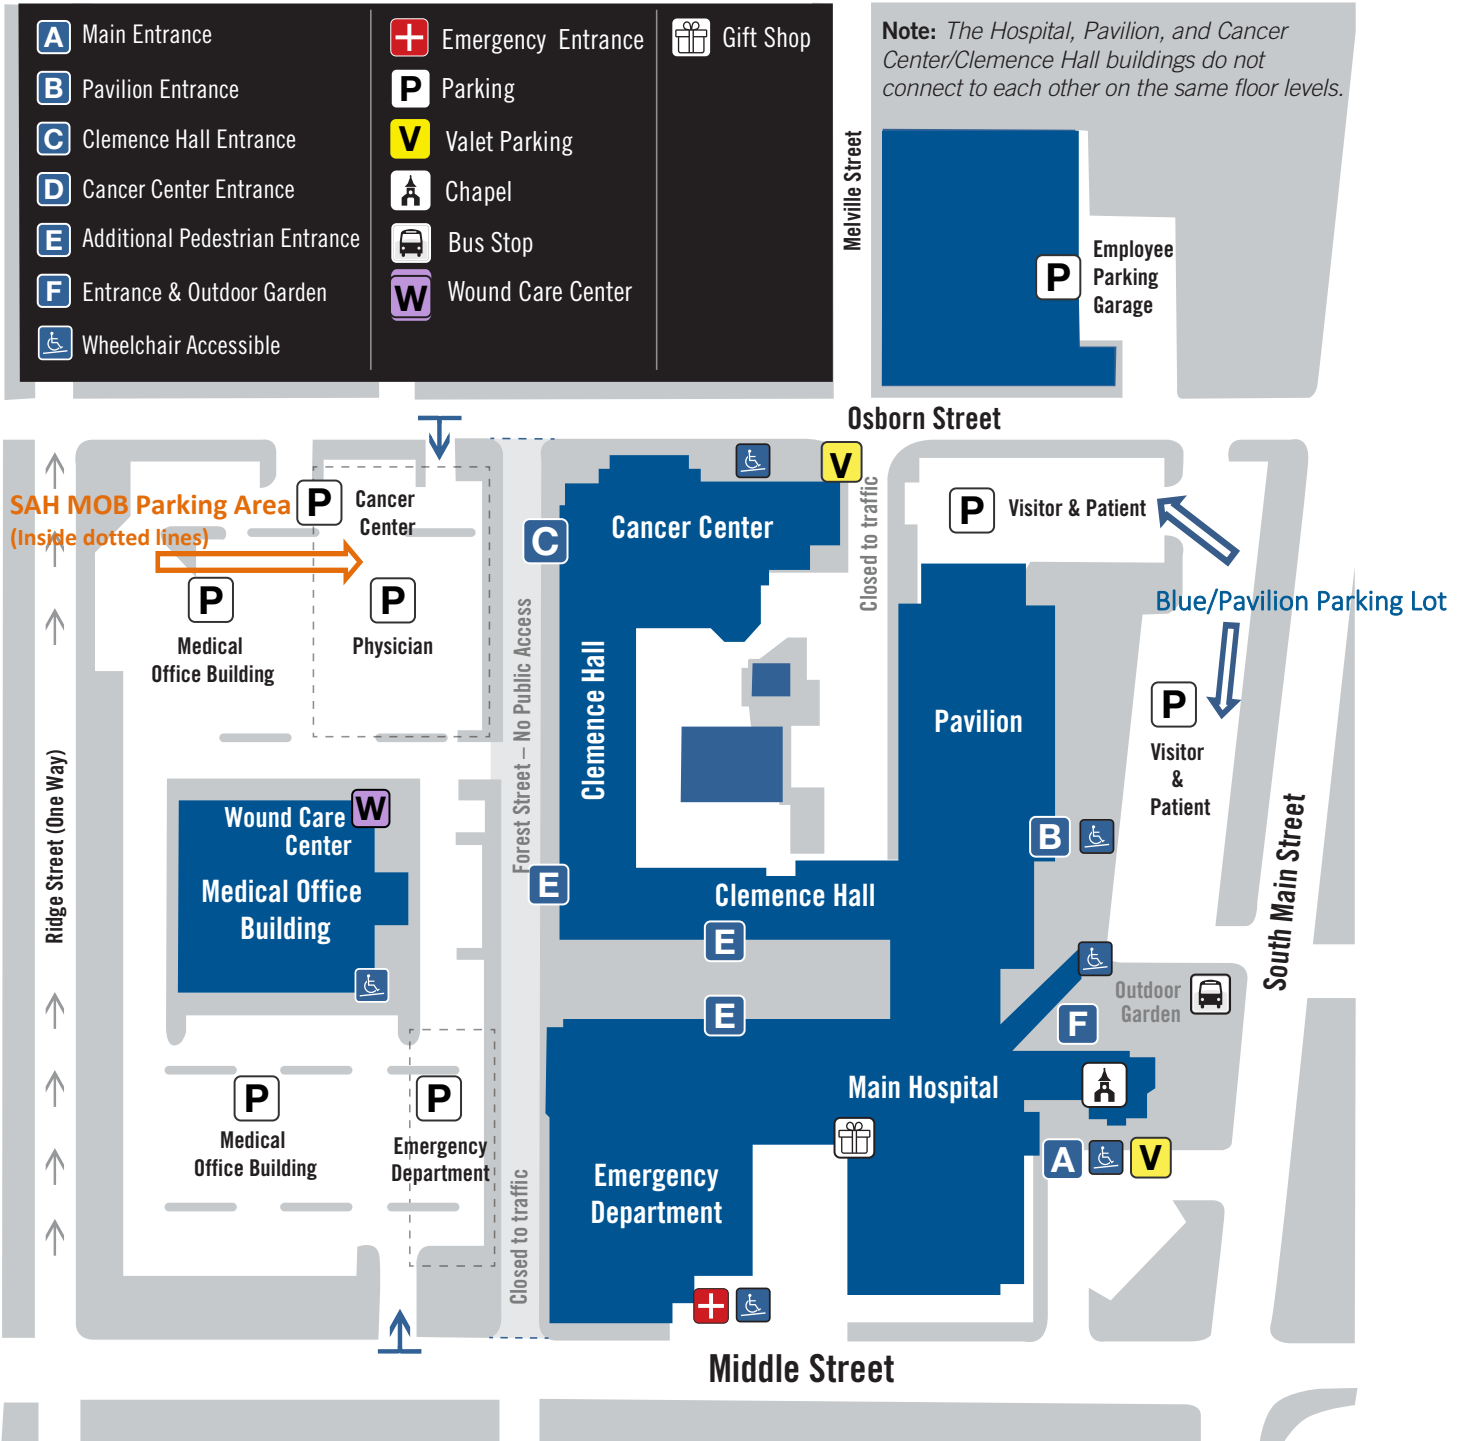 A Main Entrance
B Pavilion Entrance
C Clemence Hall Entrance
D Cancer Center Entrance
E Additional Pedestrian Entrance
F Entrance & Outdoor Garden
Wheelchair Accessible
Emergency Entrance
P Parking
V Valet Parking
Chapel
Bus Stop
W Wound Care Center
Gift Shop
Note: The Hospital, Pavilion, and Cancer
Center/Clemence Hall buildings do not
connect to each other on the same floor levels.
Melville Street
P
Employee
Parking
Garage
Osborn Street
SAH MOB Parking Area
(Inside dotted lines)
P
Cancer
Center
P
Medical
Office Building
P
Physician
C
Cancer Center
V
Closed to traffic
P Visitor & Patient
Blue/Pavilion Parking Lot
P
Visitor
&
Patient
Forest Street – No Public Access
Clemence Hall
Pavilion
Ridge Street (One Way)
W
Wound Care
Center
Medical Office
Building
E
Clemence Hall
B
E
E
South Main Street
Outdoor
Garden
F
Main Hospital
P
Medical
Office Building
P
Emergency
Department
Closed to traffic
Emergency
Department
A
V
Middle Street